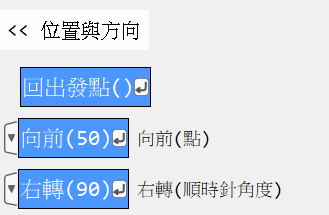 << 位置與方向
回出發點()
向前(50) 向前(點)
右轉(90) 右轉(順時針角度)